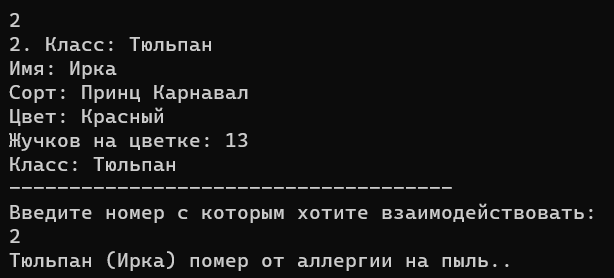 2
2. Класс: Тюльпан
Имя: Ирка
Сорт: Принц Карнавал
Цвет: Красный
Жучков на цветке: 13
Класс: Тюльпан
-------------------------------------
Введите номер с которым хотите взаимодействовать:
2
Тюльпан (Ирка) помер от аллергии на пыль..